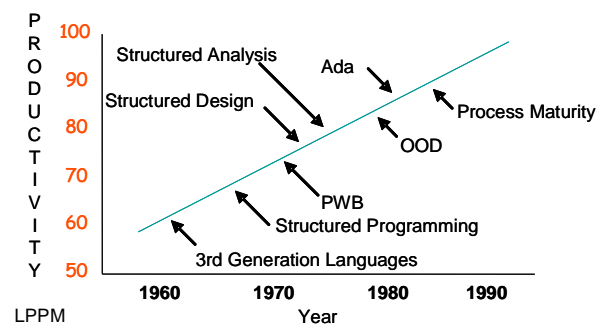 PRODUCTIVITY
100
90
80
70
60
50
Structured Analysis
Ada
Structured Design
Process Maturity
OOD
PWB
Structured Programming
3rd Generation Languages
1960 1970 1980 1990
LPPM
Year